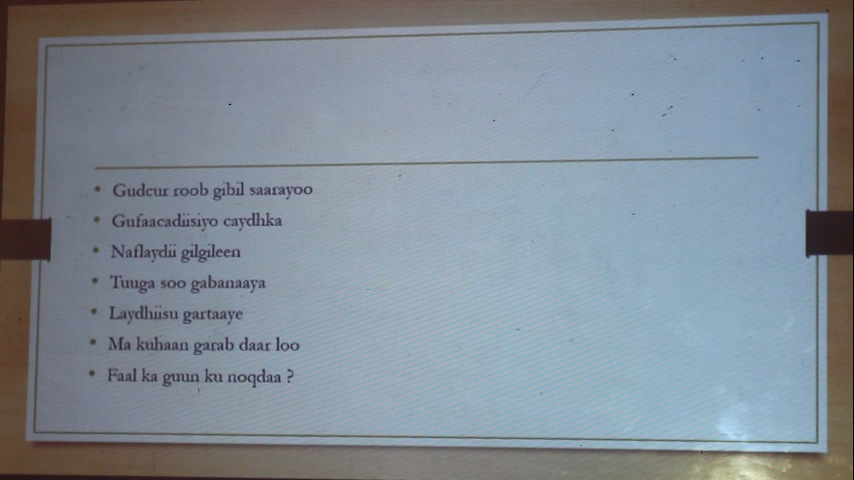 • Gudcur roob gibil saarayoo
• Gufaacadiisiyo caydhka
• Naflaydii gilgileen
• Tuuga soo gabanaaya
• Laydhiisu gartaaye
• Ma kuhaan garab daar loo
• Faal ka guun ku noqdaa ?